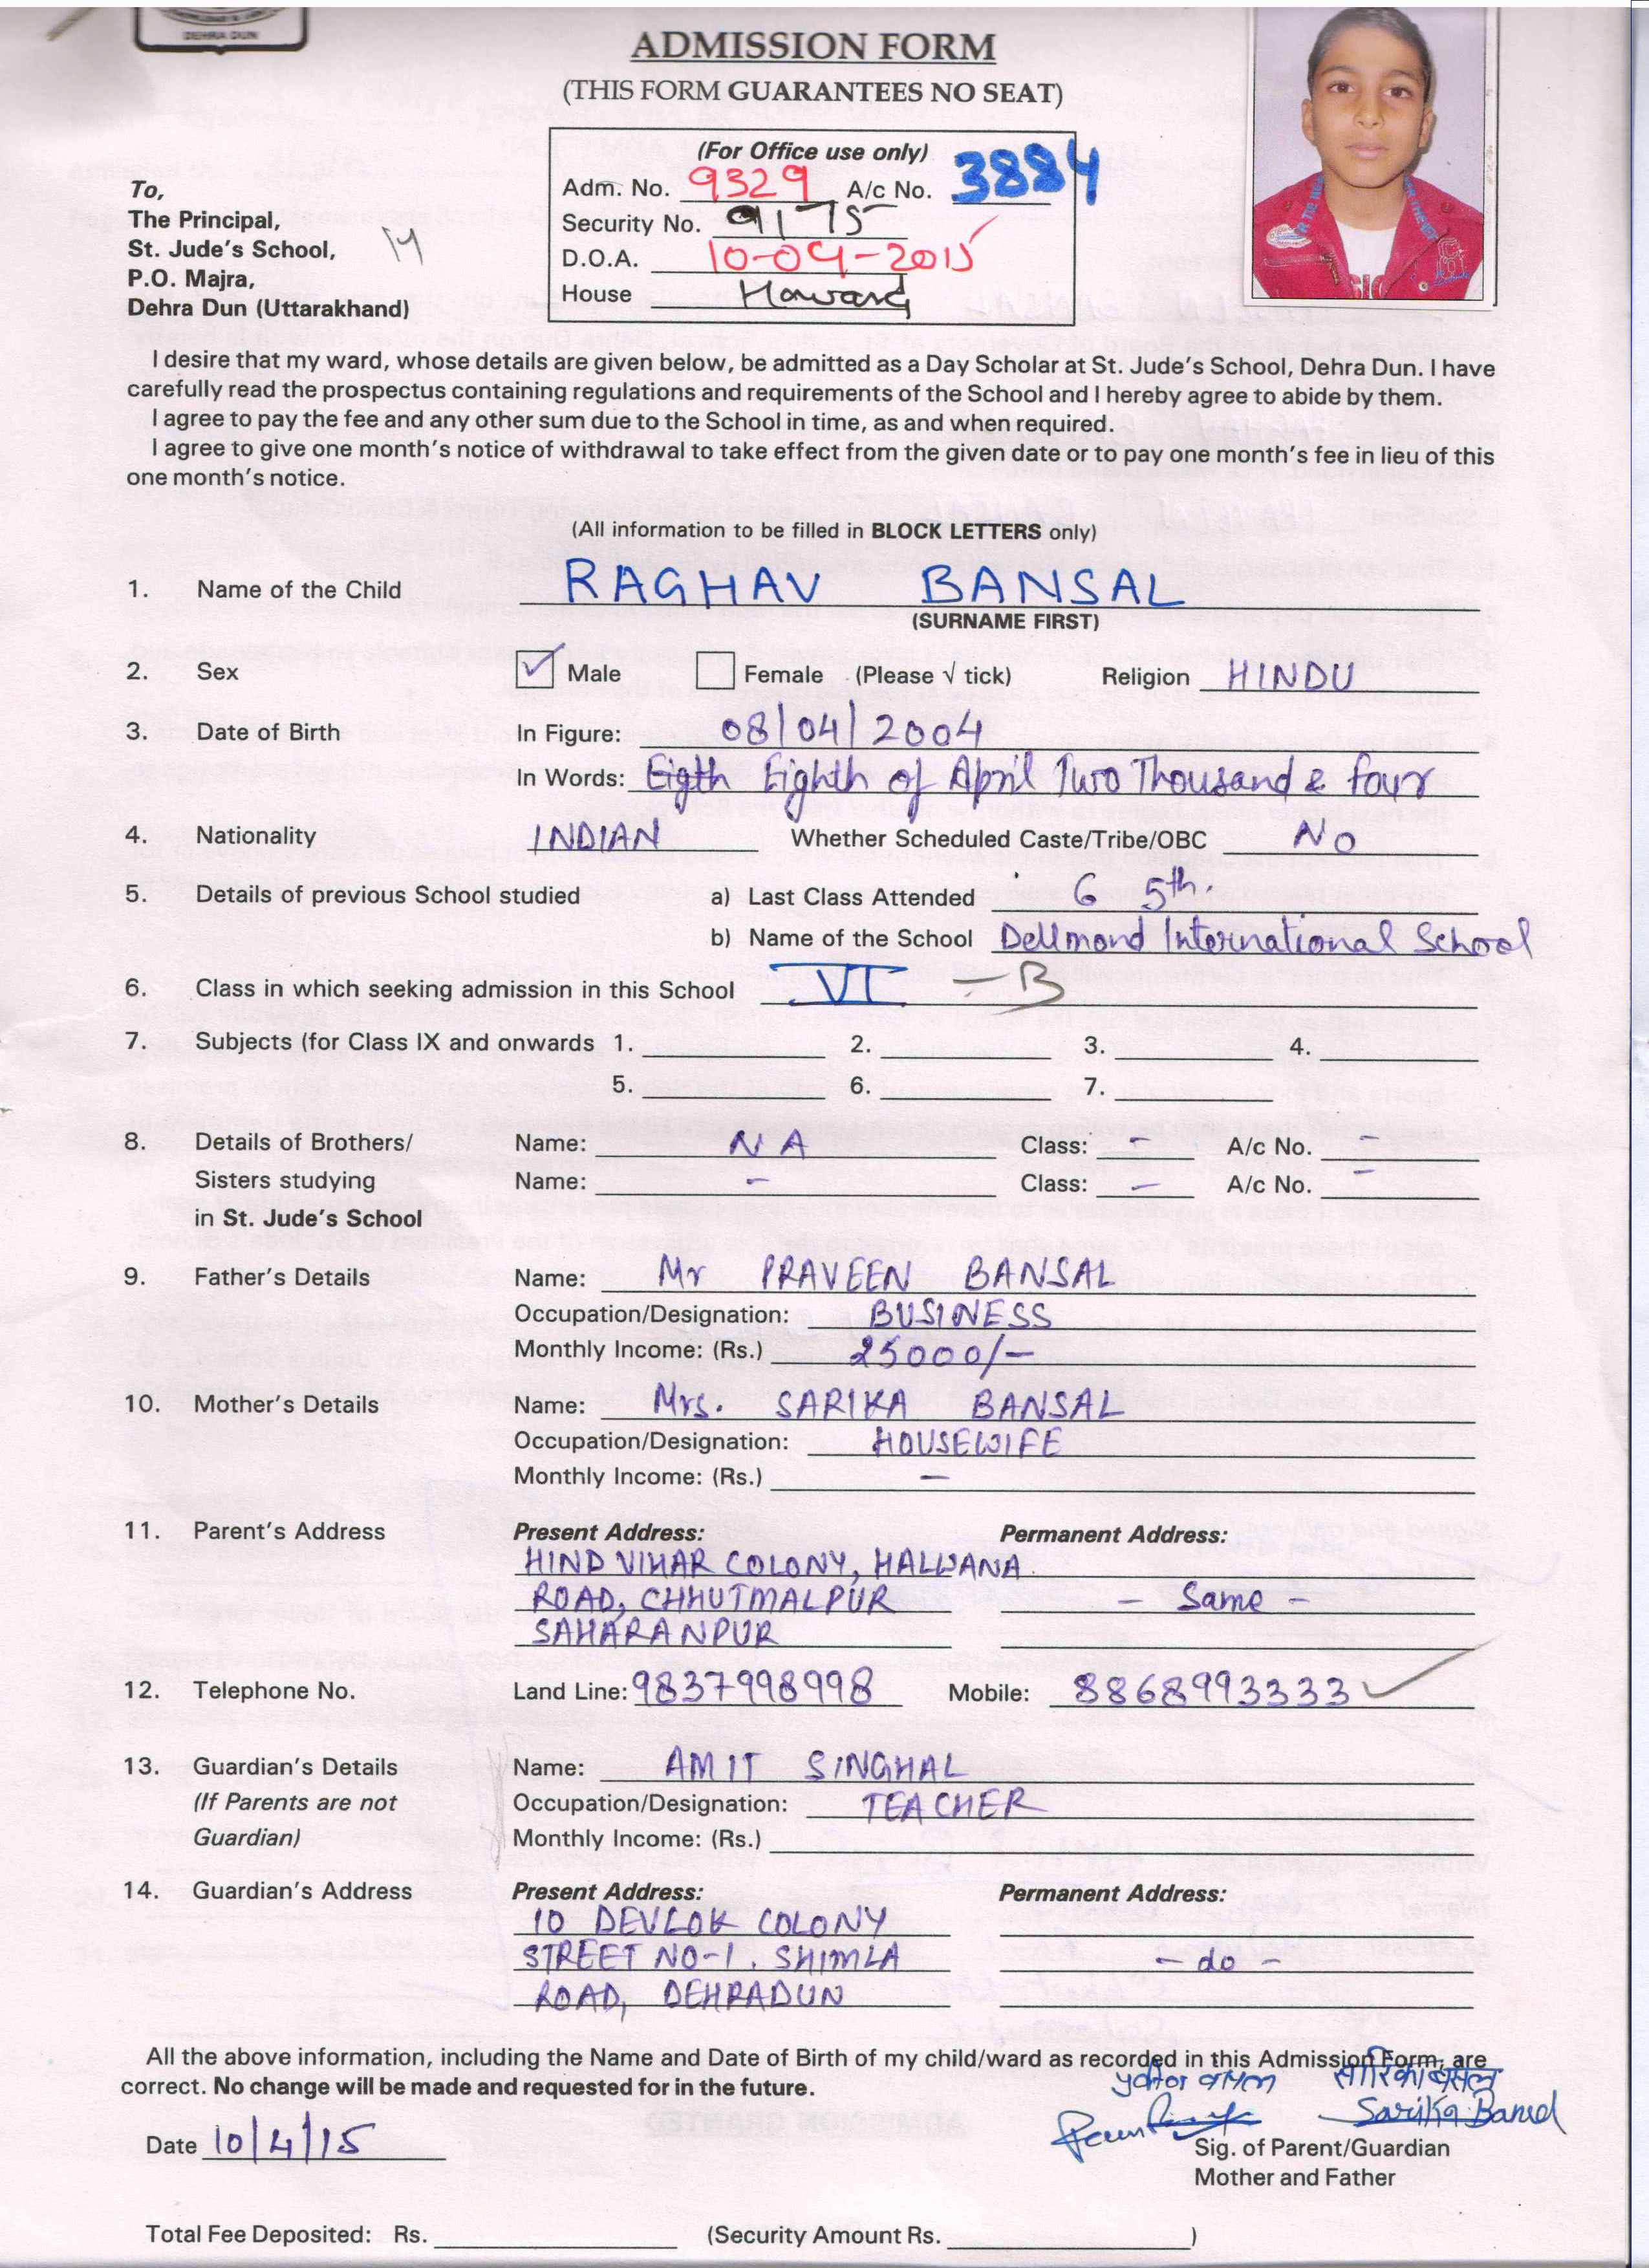 DEHRA DUN
ADMISSION FORM
(THIS FORM GUARANTEES NO SEAT)
(For Office use only)
Adm. No. 9329 A/c No. 3884
Security No. 9175
D.O.A. 10-04-2015
House Howard
To,
The Principal,
St. Jude's School,
P.O. Majra,
Dehra Dun (Uttarakhand)
I desire that my ward, whose details are given below, be admitted as a Day Scholar at St. Jude's School, Dehra Dun. I have
carefully read the prospectus containing regulations and requirements of the School and I hereby agree to abide by them.
I agree to pay the fee and any other sum due to the School in time, as and when required.
I agree to give one month's notice of withdrawal to take effect from the given date or to pay one month's fee in lieu of this
one month's notice.
(All information to be filled in BLOCK LETTERS only)
1. Name of the Child RAGHAV BANSAL
(SURNAME FIRST)
2. Sex Male Female (Please √ tick) Religion HINDU
3. Date of Birth In Figure: 08/04/2004
In Words: Eigth Eighth of April Two Thousand & four
4. Nationality INDIAN Whether Scheduled Caste/Tribe/OBC NO
5. Details of previous School studied a) Last Class Attended 6 5th.
b) Name of the School Dellmond International School
6. Class in which seeking admission in this School VI - B
7. Subjects (for Class IX and onwards 1. 2. 3. 4.
5. 6. 7.
8. Details of Brothers/ Name: NA Class: - A/c No. -
Sisters studying Name: - Class: - A/c No. -
in St. Jude's School
9. Father's Details Name: Mr PRAVEEN BANSAL
Occupation/Designation: BUSINESS
Monthly Income: (Rs.) 25000/-
10. Mother's Details Name: Mrs. SARIKA BANSAL
Occupation/Designation: HOUSEWIFE
Monthly Income: (Rs.) -
11. Parent's Address Present Address: Permanent Address:
HIND VIHAR COLONY, HALWANA
ROAD, CHHUTMALPUR - Same -
SAHARANPUR
12. Telephone No. Land Line: 9837998998 Mobile: 8868993333
13. Guardian's Details Name: AMIT SINGHAL
(If Parents are not Occupation/Designation: TEACHER
Guardian) Monthly Income: (Rs.)
14. Guardian's Address Present Address: Permanent Address:
10 DEVLOK COLONY
STREET NO-1, SHIMLA - do -
ROAD, DEHRADUN
All the above information, including the Name and Date of Birth of my child/ward as recorded in this Admission Form, are
correct. No change will be made and requested for in the future.
सारिका बंसल
Sarika Bansal
Date 10/4/15 Sig. of Parent/Guardian
Mother and Father
Total Fee Deposited: Rs. (Security Amount Rs. )